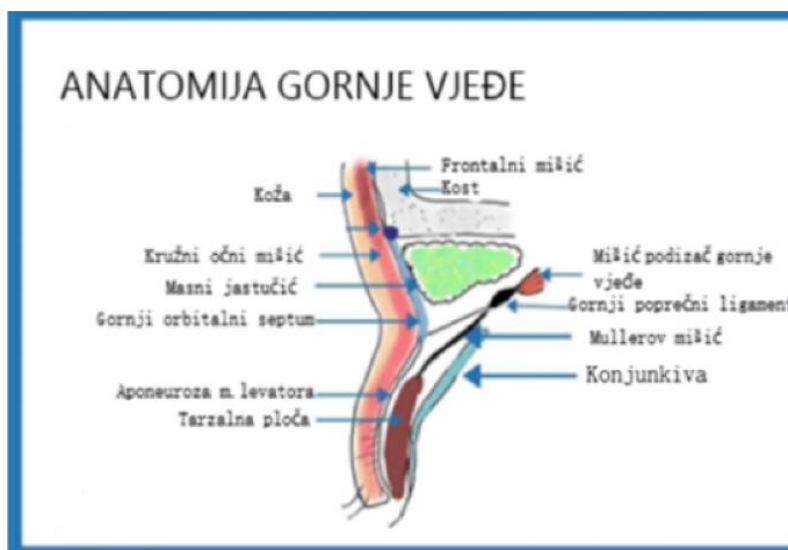 ANATOMIJA GORNJE VJEĐE
Frontalni mišić
Kost
Koža
Kružni očni mišić
Masni jastučić
Gornji orbitalni septum
Mišić podizač gornje
vjeđe
Gornji poprečni ligament
Mullerov mišić
Konjunkiva
Aponeuroza m.levatora
Tarzalna ploča